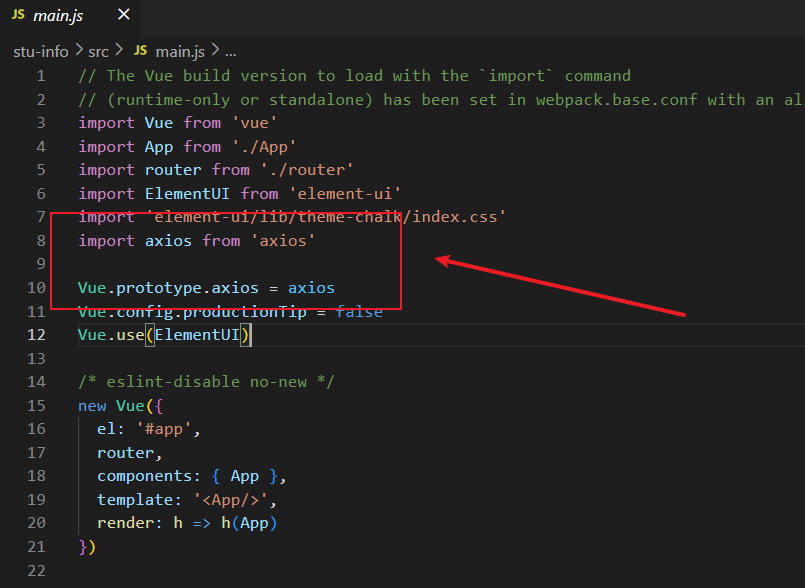 JS main.js ×
stu-info > src > JS main.js > ...
1 // The Vue build version to load with the `import` command
2 // (runtime-only or standalone) has been set in webpack.base.conf with an
3 import Vue from 'vue'
4 import App from './App'
5 import router from './router'
6 import ElementUI from 'element-ui'
7 import 'element-ui/lib/theme-chalk/index.css'
8 import axios from 'axios'
9
10 Vue.prototype.axios = axios
11 Vue.config.productionTip = false
12 Vue.use(ElementUI)
13
14 /* eslint-disable no-new */
15 new Vue({
16 el: '#app',
17 router,
18 components: { App },
19 template: '<App/>',
20 render: h => h(App)
21 })
22